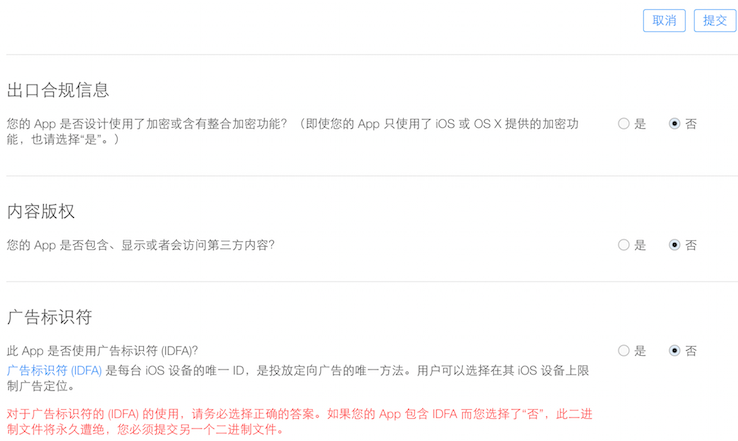 取消 提交
出口合规信息
您的 App 是否设计使用了加密或含有整合加密功能？（即使您的 App 只使用了 iOS 或 OS X 提供的加密功 是 否
能，也请选择“是”。）
内容版权
您的 App 是否包含、显示或者会访问第三方内容？ 是 否
广告标识符
此 App 是否使用广告标识符 (IDFA)？ 是 否
广告标识符 (IDFA) 是每台 iOS 设备的唯一 ID，是投放定向广告的唯一方法。用户可以选择在其 iOS 设备上限
制广告定位。
对于广告标识符的 (IDFA) 的使用，请务必选择正确的答案。如果您的 App 包含 IDFA 而您选择了“否”，此二进
制文件将永久遭绝，您必须提交另一个二进制文件。